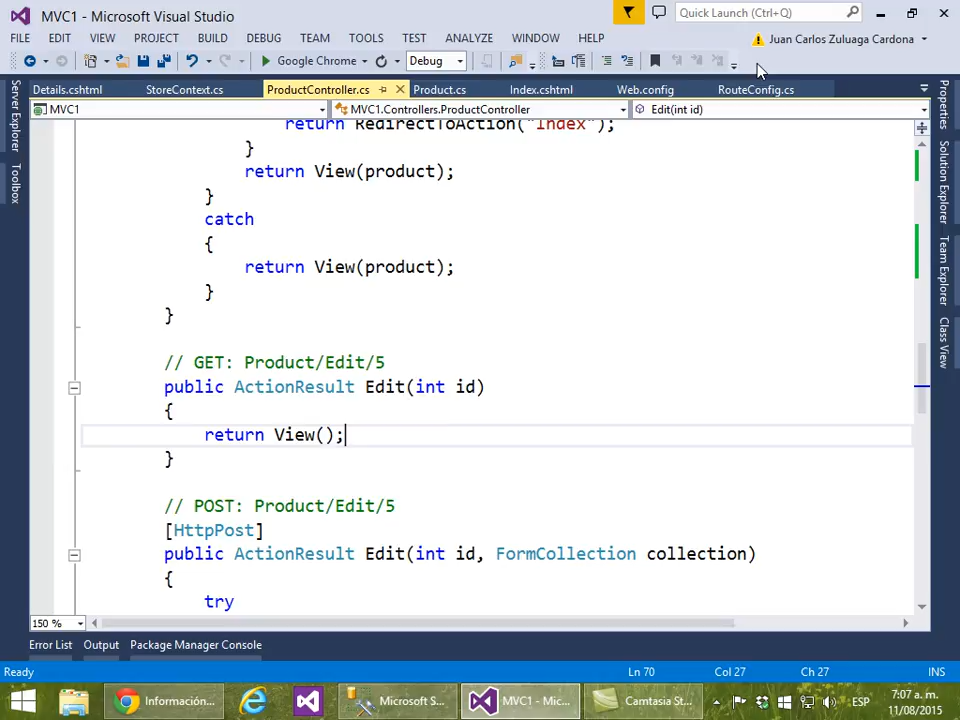 MVC1 - Microsoft Visual Studio
Quick Launch (Ctrl+Q)
FILE EDIT VIEW PROJECT BUILD DEBUG TEAM TOOLS TEST ANALYZE WINDOW HELP
Juan Carlos Zuluaga Cardona
Google Chrome Debug
Details.cshtml StoreContext.cs ProductController.cs Product.cs Index.cshtml Web.config RouteConfig.cs
MVC1 MVC1.Controllers.ProductController Edit(int id)
Server Explorer
Toolbox
Properties
Solution Explorer
Team Explorer
Class View
return RedirectToAction("Index");
}
return View(product);
}
catch
{
return View(product);
}
}
// GET: Product/Edit/5
public ActionResult Edit(int id)
{
return View();
}
// POST: Product/Edit/5
[HttpPost]
public ActionResult Edit(int id, FormCollection collection)
{
try
150 %
Error List Output Package Manager Console
Ready Ln 70 Col 27 Ch 27 INS
Información... Microsoft S... MVC1 - Mic... Camtasia St... ESP
7:07 a. m.
11/08/2015